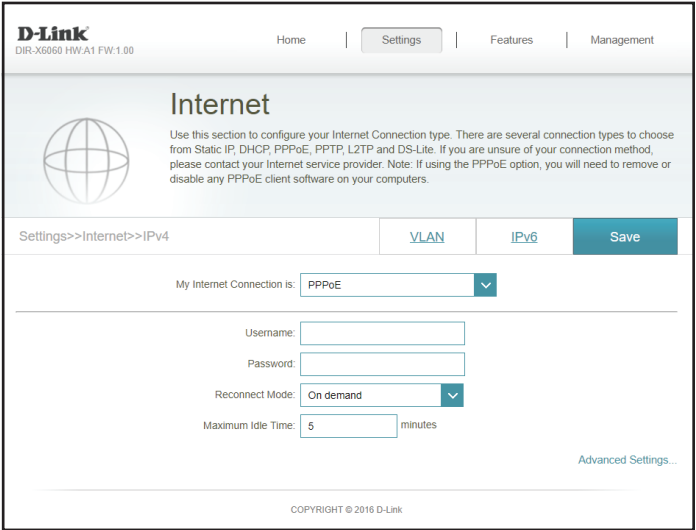 D-Link
DIR-X6060 HW:A1 FW:1.00
Home
Settings
Features
Management
Internet
Use this section to configure your Internet Connection type. There are several connection types to choose
from Static IP, DHCP, PPPoE, PPTP, L2TP and DS-Lite. If you are unsure of your connection method,
please contact your Internet service provider. Note: If using the PPPoE option, you will need to remove or
disable any PPPoE client software on your computers.
Settings>>Internet>>IPv4
VLAN
IPv6
Save
My Internet Connection is: PPPoE
Username:
Password:
Reconnect Mode: On demand
Maximum Idle Time: 5 minutes
Advanced Settings...
COPYRIGHT © 2016 D-Link